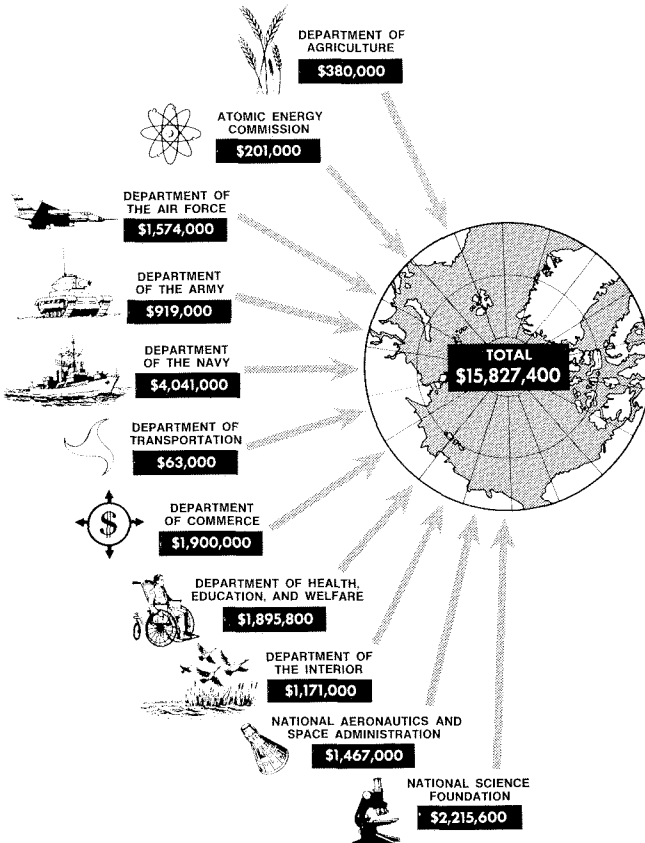 DEPARTMENT OF
AGRICULTURE
$380,000
ATOMIC ENERGY
COMMISSION
$201,000
DEPARTMENT OF
THE AIR FORCE
$1,574,000
DEPARTMENT
OF THE ARMY
$919,000
DEPARTMENT
OF THE NAVY
$4,041,000
DEPARTMENT OF
TRANSPORTATION
$63,000
$
DEPARTMENT
OF COMMERCE
$1,900,000
DEPARTMENT OF HEALTH,
EDUCATION, AND WELFARE
$1,895,800
DEPARTMENT OF
THE INTERIOR
$1,171,000
NATIONAL AERONAUTICS AND
SPACE ADMINISTRATION
$1,467,000
NATIONAL SCIENCE
FOUNDATION
$2,215,600
TOTAL
$15,827,400